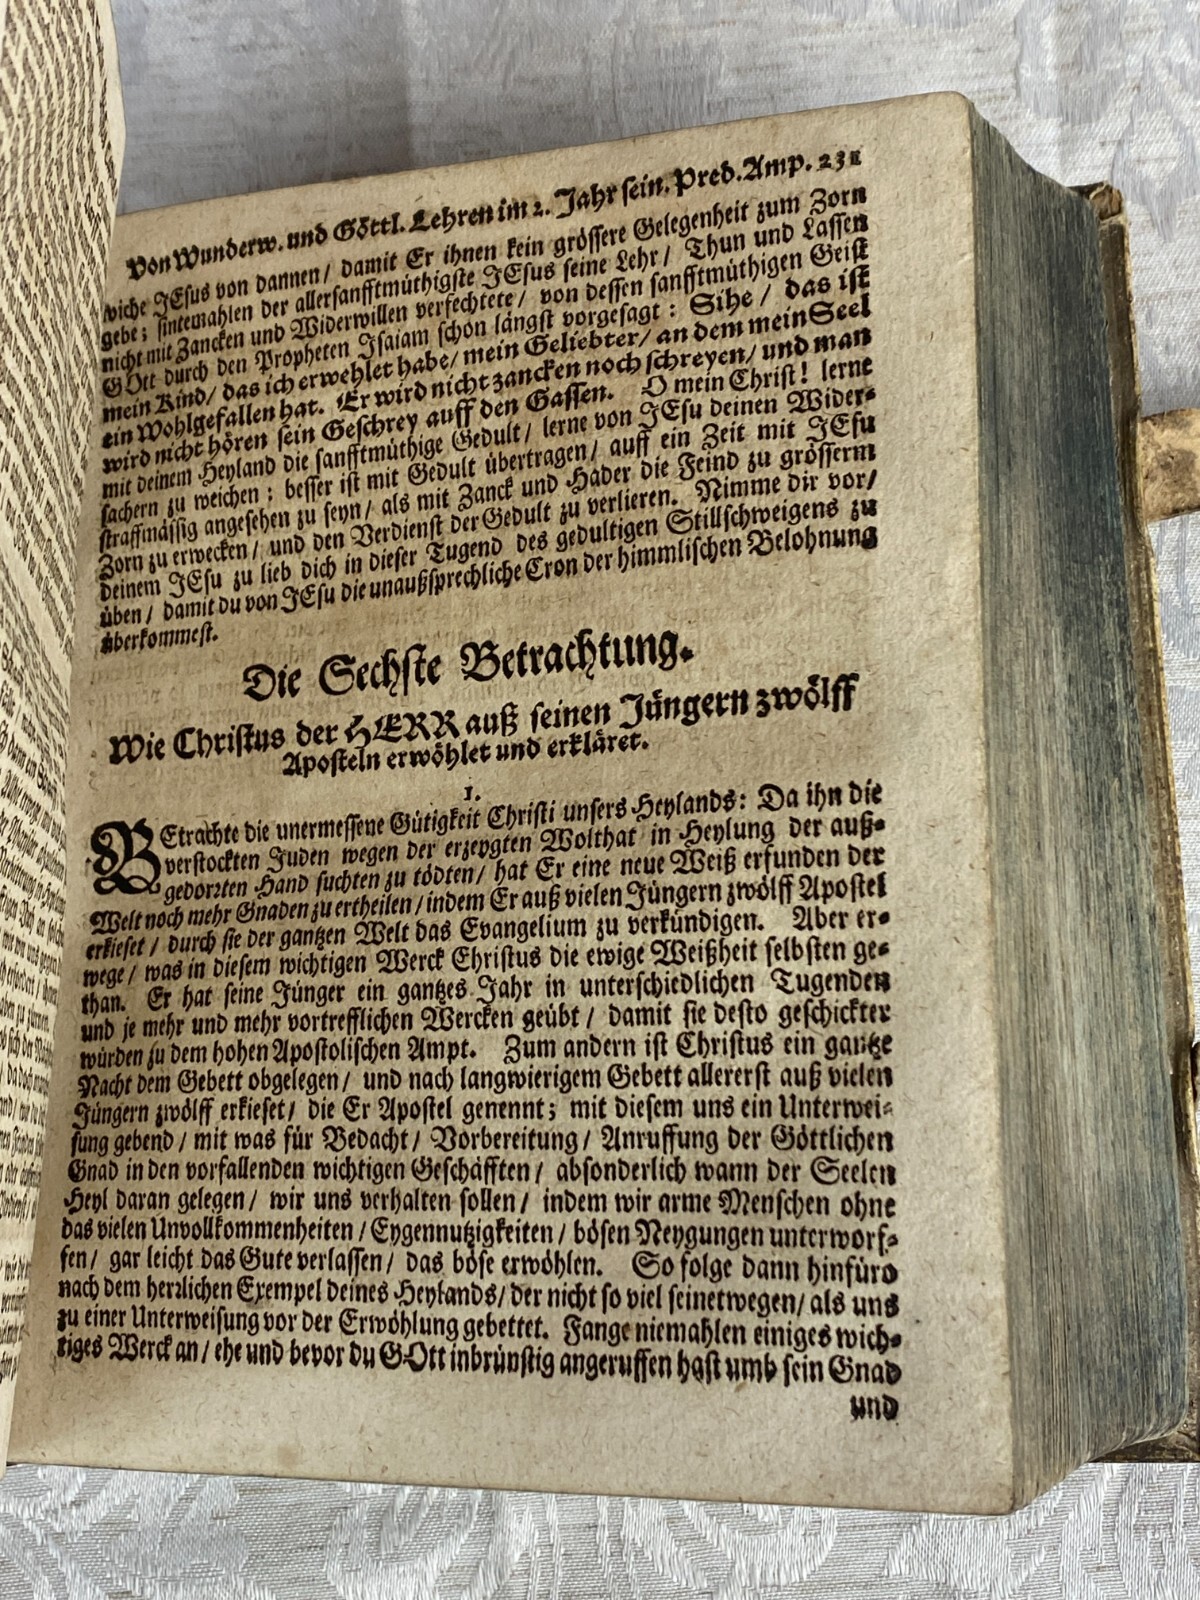 Von Wunderw. und Göttl. Lehren im 2. Jahr sein. Pred. Amp. 231
wiche JEsus von dannen / damit Er ihnen kein grössere Gelegenheit zum Zorn
gebe; sintemahlen der allersanfftmüthigste JEsus seine Lehr / Thun und Lassen
nicht mit Zancken und Widerwillen verfechtete / von dessen sanfftmüthigen Geist
GOtt durch den Propheten Isaiam schon längst vorgesagt: Sihe / das ist
mein Kind / das ich erwehlet habe / mein Geliebter / an dem mein Seel
ein Wohlgefallen hat. Er wird nicht zancken noch schreyen / und man
wird nicht hören sein Geschrey auff den Gassen. O mein Christ! lerne
mit deinem Heyland die sanfftmüthige Gedult / lerne von JEsu deinen Wider-
sachern zu weichen; besser ist mit Gedult übertragen / auff ein Zeit mit JEsu
straffmässig angesehen zu seyn / als mit Zanck und Hader die Feind zu grösserm
Zorn zu erwecken / und den Verdienst der Gedult zu verlieren. Nimme dir vor /
deinem JEsu zu lieb dich in dieser Tugend des gedultigen Stillschweigens zu
üben / damit du von JEsu die unaußsprechliche Cron der himmlischen Belohnung
überkommest.
Die Sechste Betrachtung.
Wie Christus der HERR auß seinen Jüngern zwölff
Aposteln erwöhlet und erkläret.
1.
BEtrachte die unermessene Gütigkeit Christi unsers Heylands: Da ihn die
verstockten Juden wegen der erzeygten Wolthat in Heylung der auß-
gedorzten Hand suchten zu tödten / hat Er eine neue Weiß erfunden der
Welt noch mehr Gnaden zu ertheilen / indem Er auß vielen Jüngern zwölff Apostel
erkieset / durch sie der gantzen Welt das Evangelium zu verkündigen. Aber er-
wege / was in diesem wichtigen Werck Christus die ewige Weißheit selbsten ge-
than. Er hat seine Jünger ein gantzes Jahr in unterschiedlichen Tugenden
und je mehr und mehr vortrefflichen Wercken geübt / damit sie desto geschickter
würden zu dem hohen Apostolischen Ampt. Zum andern ist Christus ein gantze
Nacht dem Gebett obgelegen / und nach langwierigem Gebett allererst auß vielen
Jüngern zwölff erkieset / die Er Apostel genennt; mit diesem uns ein Unterwei-
sung gebend / mit was für Bedacht / Vorbereitung / Anruffung der Göttlichen
Gnad in den vorfallenden wichtigen Geschäfften / absonderlich wann der Seelen
Heyl daran gelegen / wir uns verhalten sollen / indem wir arme Menschen ohne
das vielen Unvollkommenheiten / Eygennutzigkeiten / bösen Neygungen unterworf-
fen / gar leicht das Gute verlassen / das böse erwöhlen. So folge dann hinfüro
nach dem herzlichen Exempel deines Heylands / der nicht so viel seinetwegen / als uns
zu einer Unterweisung vor der Erwöhlung gebettet. Fange niemahlen einiges wich-
tiges Werck an / ehe und bevor du GOtt inbrünstig angeruffen hast umb sein Gnad
und